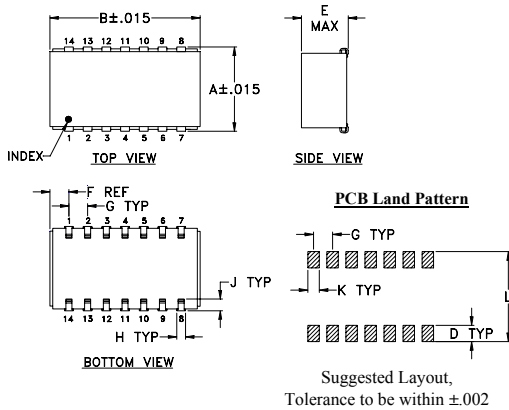 B±.015
E
MAX
14 13 12 11 10 9 8
A±.015
1 2 3 4 5 6 7
INDEX
TOP VIEW
SIDE VIEW
F REF
G TYP
1 2 3 4 5 6 7
J TYP
14 13 12 11 10 9 8
H TYP
BOTTOM VIEW
PCB Land Pattern
G TYP
K TYP
L
D TYP
Suggested Layout,
Tolerance to be within ±.002